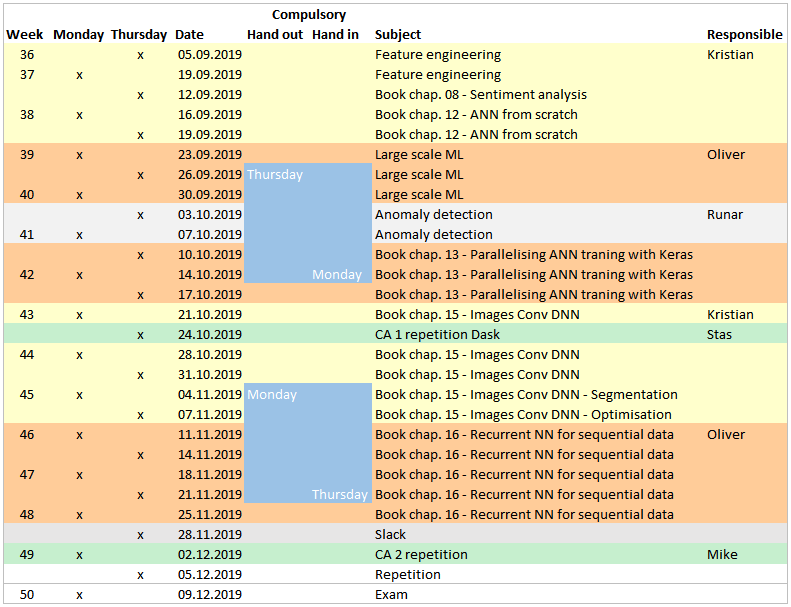 Compulsory
Week Monday Thursday Date Hand out Hand in Subject Responsible
36 x 05.09.2019 Feature engineering Kristian
37 x 19.09.2019 Feature engineering
x 12.09.2019 Book chap. 08 - Sentiment analysis
38 x 16.09.2019 Book chap. 12 - ANN from scratch
x 19.09.2019 Book chap. 12 - ANN from scratch
39 x 23.09.2019 Large scale ML Oliver
x 26.09.2019 Thursday Large scale ML
40 x 30.09.2019 Large scale ML
x 03.10.2019 Anomaly detection Runar
41 x 07.10.2019 Anomaly detection
x 10.10.2019 Book chap. 13 - Parallelising ANN traning with Keras
42 x 14.10.2019 Monday Book chap. 13 - Parallelising ANN traning with Keras
x 17.10.2019 Book chap. 13 - Parallelising ANN traning with Keras
43 x 21.10.2019 Book chap. 15 - Images Conv DNN Kristian
x 24.10.2019 CA 1 repetition Dask Stas
44 x 28.10.2019 Book chap. 15 - Images Conv DNN
x 31.10.2019 Book chap. 15 - Images Conv DNN
45 x 04.11.2019 Monday Book chap. 15 - Images Conv DNN - Segmentation
x 07.11.2019 Book chap. 15 - Images Conv DNN - Optimisation
46 x 11.11.2019 Book chap. 16 - Recurrent NN for sequential data Oliver
x 14.11.2019 Book chap. 16 - Recurrent NN for sequential data
47 x 18.11.2019 Book chap. 16 - Recurrent NN for sequential data
x 21.11.2019 Thursday Book chap. 16 - Recurrent NN for sequential data
48 x 25.11.2019 Book chap. 16 - Recurrent NN for sequential data
x 28.11.2019 Slack
49 x 02.12.2019 CA 2 repetition Mike
x 05.12.2019 Repetition
50 x 09.12.2019 Exam